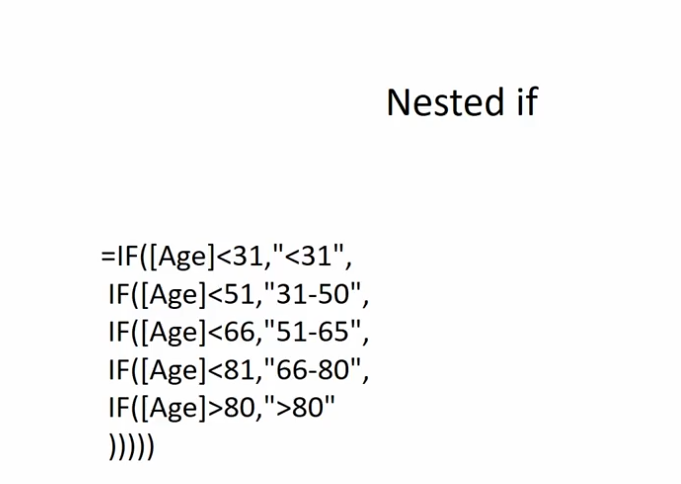 Nested if
=IF([Age]<31,"<31",
IF([Age]<51,"31-50",
IF([Age]<66,"51-65",
IF([Age]<81,"66-80",
IF([Age]>80,">80"
)))))